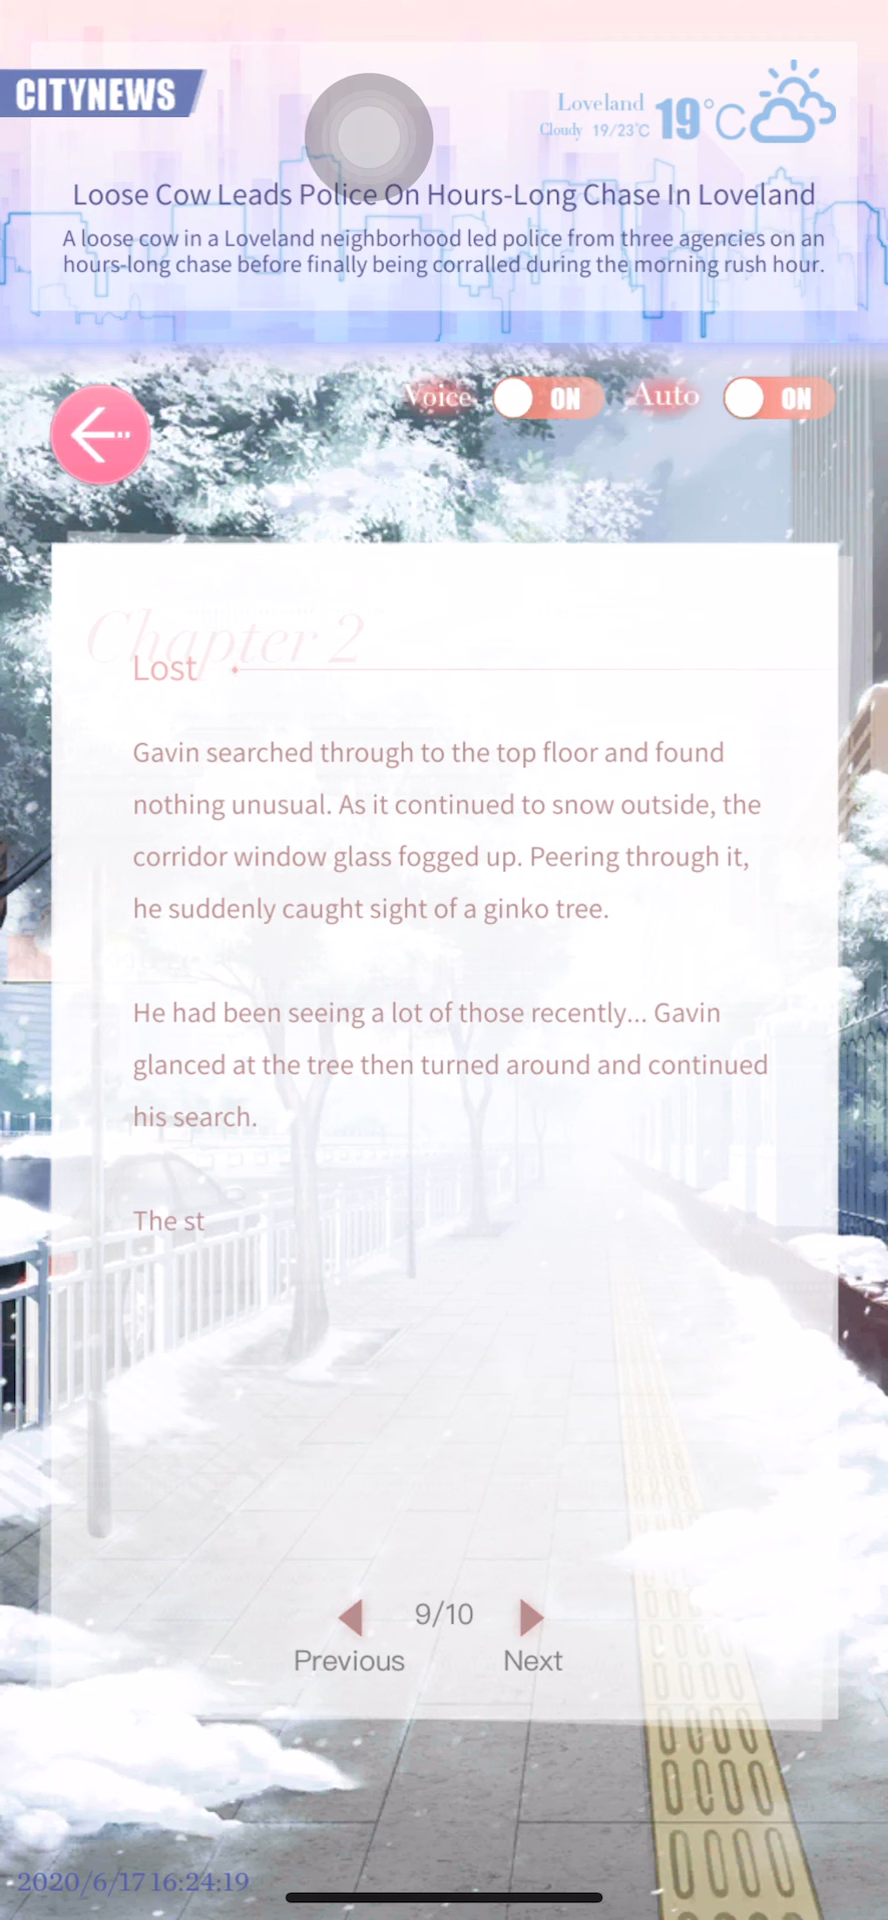 CITYNEWS
Loveland
Cloudy 19/23°C
19°C
Loose Cow Leads Police On Hours-Long Chase In Loveland
A loose cow in a Loveland neighborhood led police from three agencies on an
hours-long chase before finally being corralled during the morning rush hour.
Voice ON Auto ON
Chapter 2
Lost
Gavin searched through to the top floor and found
nothing unusual. As it continued to snow outside, the
corridor window glass fogged up. Peering through it,
he suddenly caught sight of a ginko tree.
He had been seeing a lot of those recently... Gavin
glanced at the tree then turned around and continued
his search.
The st
9/10
Previous Next
2020/6/17 16:24:19